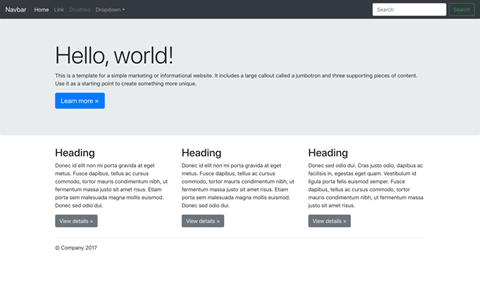 Navbar Home Link Disabled Dropdown Search Search
Hello, world!
This is a template for a simple marketing or informational website. It includes a large callout called a jumbotron and three supporting pieces of content.
Use it as a starting point to create something more unique.
Learn more »
Heading
Donec id elit non mi porta gravida at eget
metus. Fusce dapibus, tellus ac cursus
commodo, tortor mauris condimentum nibh, ut
fermentum massa justo sit amet risus. Etiam
porta sem malesuada magna mollis euismod.
Donec sed odio dui.
View details »
Heading
Donec id elit non mi porta gravida at eget
metus. Fusce dapibus, tellus ac cursus
commodo, tortor mauris condimentum nibh, ut
fermentum massa justo sit amet risus. Etiam
porta sem malesuada magna mollis euismod.
Donec sed odio dui.
View details »
Heading
Donec sed odio dui. Cras justo odio, dapibus ac
facilisis in, egestas eget quam. Vestibulum id
ligula porta felis euismod semper. Fusce
dapibus, tellus ac cursus commodo, tortor
mauris condimentum nibh, ut fermentum massa
justo sit amet risus.
View details »
© Company 2017